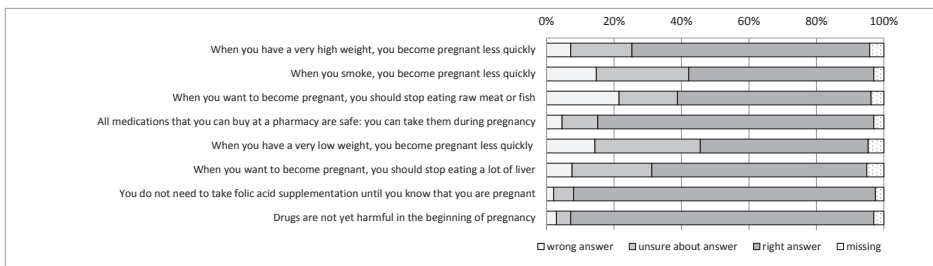 0% 20% 40% 60% 80% 100%
When you have a very high weight, you become pregnant less quickly
When you smoke, you become pregnant less quickly
When you want to become pregnant, you should stop eating raw meat or fish
All medications that you can buy at a pharmacy are safe: you can take them during pregnancy
When you have a very low weight, you become pregnant less quickly
When you want to become pregnant, you should stop eating a lot of liver
You do not need to take folic acid supplementation until you know that you are pregnant
Drugs are not yet harmful in the beginning of pregnancy
wrong answer unsure about answer right answer missing